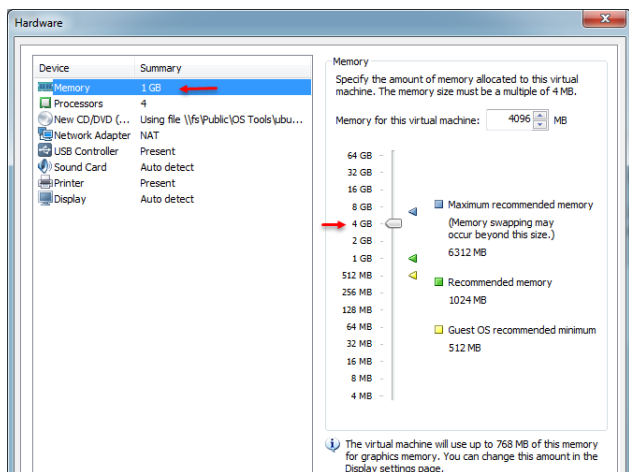 Hardware
Device Summary
Memory 1 GB
Processors 4
New CD/DVD (... Using file \\fs\Public\OS Tools\ubu...
Network Adapter NAT
USB Controller Present
Sound Card Auto detect
Printer Present
Display Auto detect
Memory
Specify the amount of memory allocated to this virtual
machine. The memory size must be a multiple of 4 MB.
Memory for this virtual machine: 4096 MB
64 GB
32 GB
16 GB
8 GB
4 GB
2 GB
1 GB
512 MB
256 MB
128 MB
64 MB
32 MB
16 MB
8 MB
4 MB
Maximum recommended memory
(Memory swapping may
occur beyond this size.)
6312 MB
Recommended memory
1024 MB
Guest OS recommended minimum
512 MB
The virtual machine will use up to 768 MB of this memory
for graphics memory. You can change this amount in the
Display settings page.